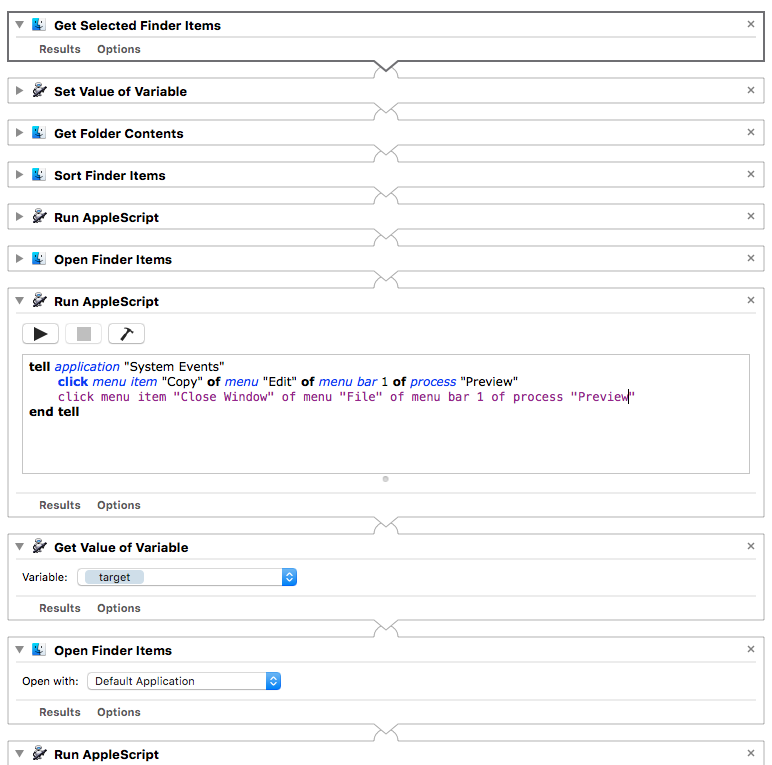 Get Selected Finder Items
Results Options
Set Value of Variable
Get Folder Contents
Sort Finder Items
Run AppleScript
Open Finder Items
Run AppleScript
tell application "System Events"
click menu item "Copy" of menu "Edit" of menu bar 1 of process "Preview"
click menu item "Close Window" of menu "File" of menu bar 1 of process "Preview"
end tell
Results Options
Get Value of Variable
Variable: target
Results Options
Open Finder Items
Open with: Default Application
Results Options
Run AppleScript